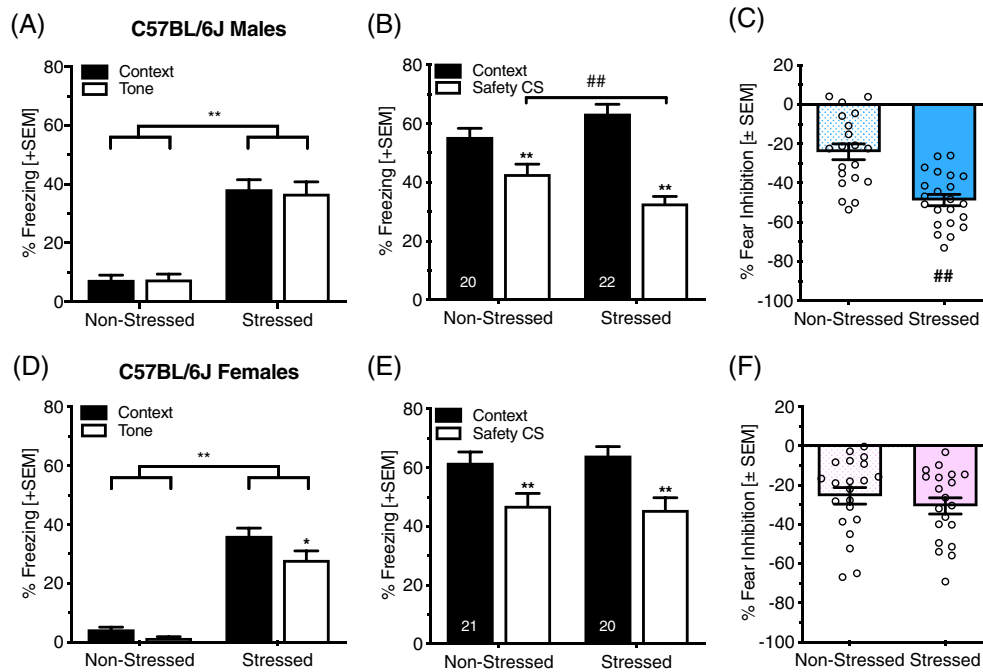 (A)
C57BL/6J Males
% Freezing [+SEM]
80
60
40
20
0
Context
Tone
**
Non-Stressed
Stressed
(B)
% Freezing [+SEM]
80
60
40
20
0
Context
Safety CS
##
**
**
20
22
Non-Stressed
Stressed
(C)
% Fear Inhibition [± SEM]
20
0
-20
-40
-60
-80
-100
##
Non-Stressed Stressed
(D)
C57BL/6J Females
% Freezing [+SEM]
80
60
40
20
0
Context
Tone
**
*
Non-Stressed
Stressed
(E)
% Freezing [+SEM]
80
60
40
20
0
Context
Safety CS
**
**
21
20
Non-Stressed
Stressed
(F)
% Fear Inhibition [± SEM]
20
0
-20
-40
-60
-80
-100
Non-Stressed Stressed